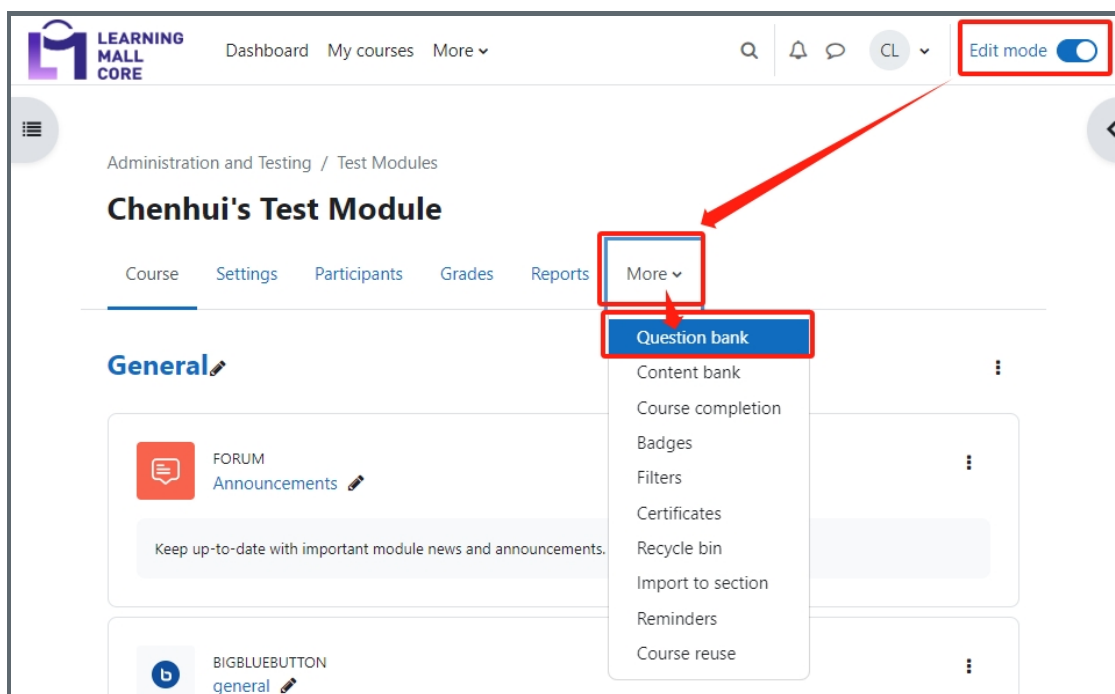 LEARNING
MALL
CORE
Dashboard My courses More
CL
Edit mode
Administration and Testing / Test Modules
Chenhui's Test Module
Course Settings Participants Grades Reports More
Question bank
Content bank
Course completion
Badges
Filters
Certificates
Recycle bin
Import to section
Reminders
Course reuse
General
FORUM
Announcements
Keep up-to-date with important module news and announcements.
BIGBLUEBUTTON
general